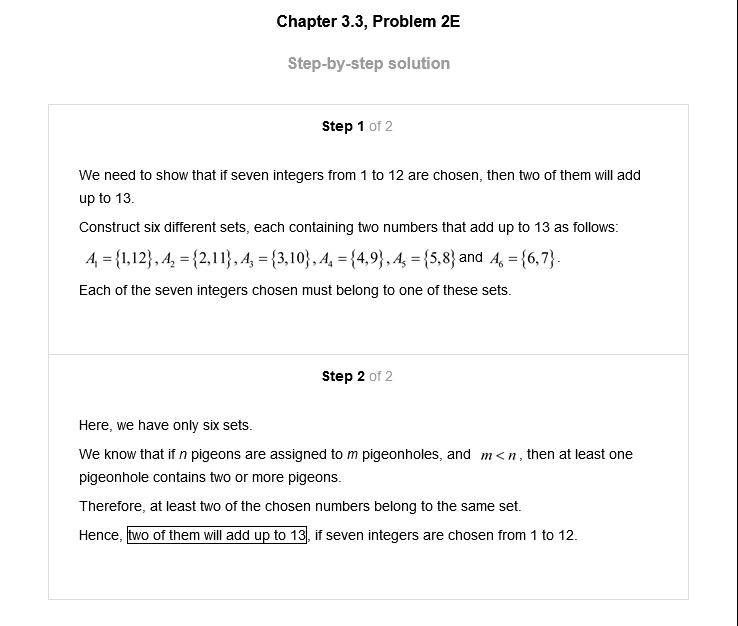 Chapter 3.3, Problem 2E
Step-by-step solution
Step 1 of 2
We need to show that if seven integers from 1 to 12 are chosen, then two of them will add
up to 13.
Construct six different sets, each containing two numbers that add up to 13 as follows:
A₁ = {1,12}, A₂ = {2,11}, A₃ = {3,10}, A₄ = {4,9}, A₅ = {5,8} and A₆ = {6,7}.
Each of the seven integers chosen must belong to one of these sets.
Step 2 of 2
Here, we have only six sets.
We know that if n pigeons are assigned to m pigeonholes, and m < n, then at least one
pigeonhole contains two or more pigeons.
Therefore, at least two of the chosen numbers belong to the same set.
Hence, two of them will add up to 13, if seven integers are chosen from 1 to 12.